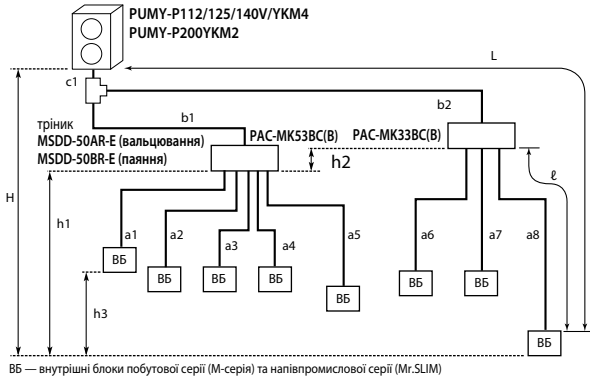 PUMY-P112/125/140V/YKM4
PUMY-P200YKM2
L
c1
b1
b2
трійник
MSDD-50AR-E (вальцювання)
MSDD-50BR-E (паяння)
PAC-MK53BC(B)
PAC-MK33BC(B)
h2
H
h1
ℓ
a1
a2
a3
a4
a5
a6
a7
a8
ВБ
ВБ
ВБ
ВБ
ВБ
ВБ
ВБ
ВБ
h3
ВБ — внутрішні блоки побутової серії (M-серія) та напівпромислової серії (Mr.SLIM)